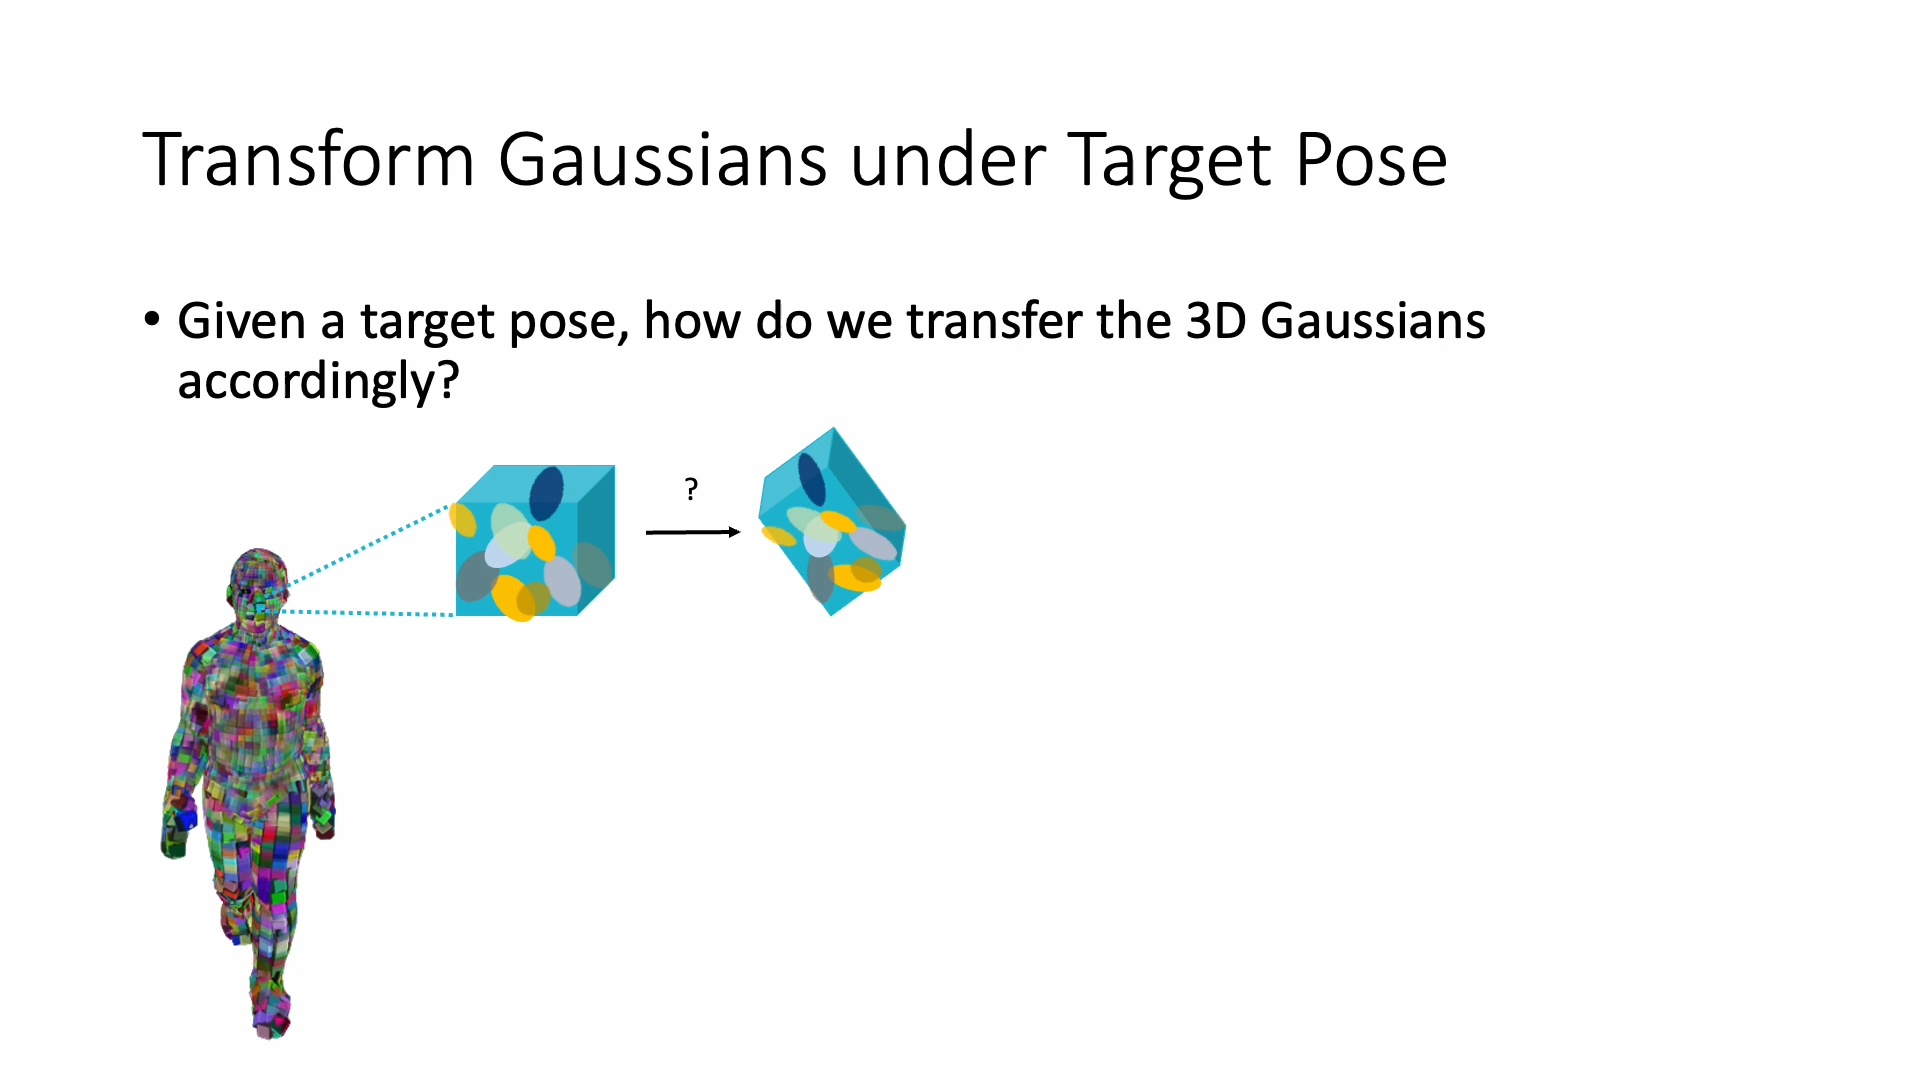 Transform Gaussians under Target Pose
• Given a target pose, how do we transfer the 3D Gaussians
accordingly?
?